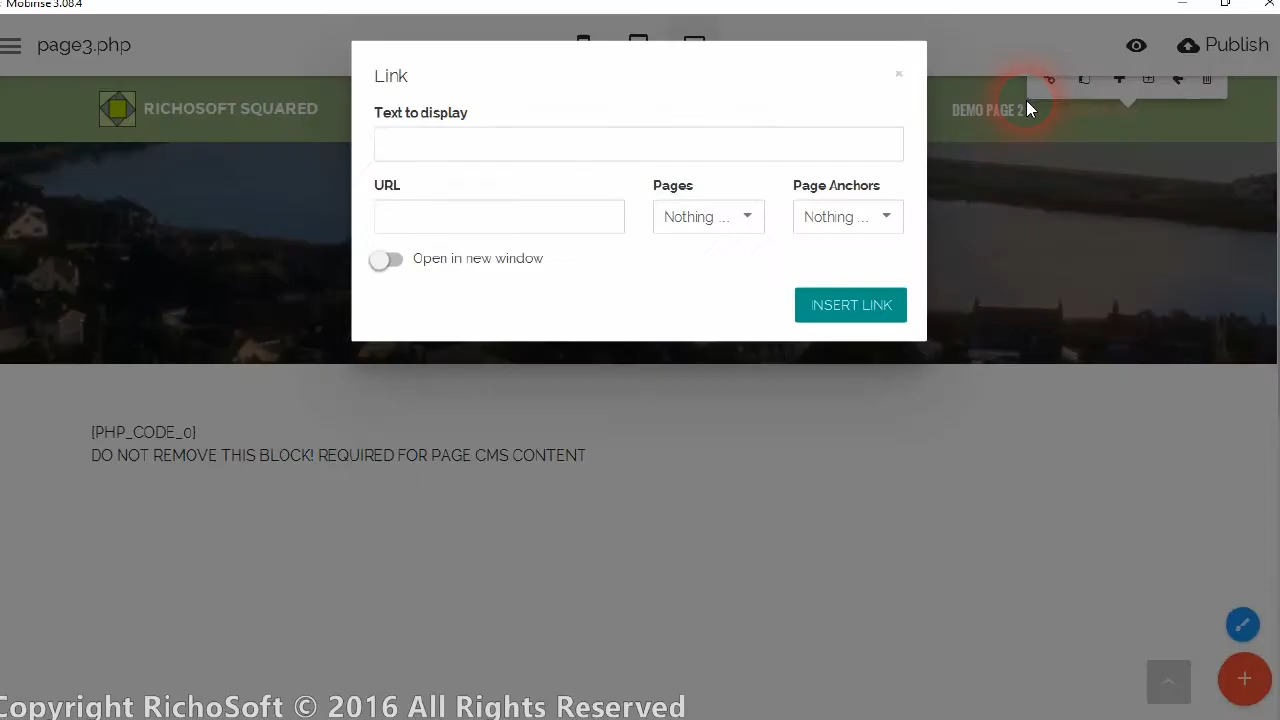 Mobirise 3.08.4
page3.php
Publish
RICHOSOFT SQUARED
DEMO PAGE 2
Link
×
Text to display
URL
Pages
Page Anchors
Nothing ...
Nothing ...
Open in new window
INSERT LINK
{PHP_CODE_0}
DO NOT REMOVE THIS BLOCK! REQUIRED FOR PAGE CMS CONTENT
Copyright RichoSoft © 2016 All Rights Reserved